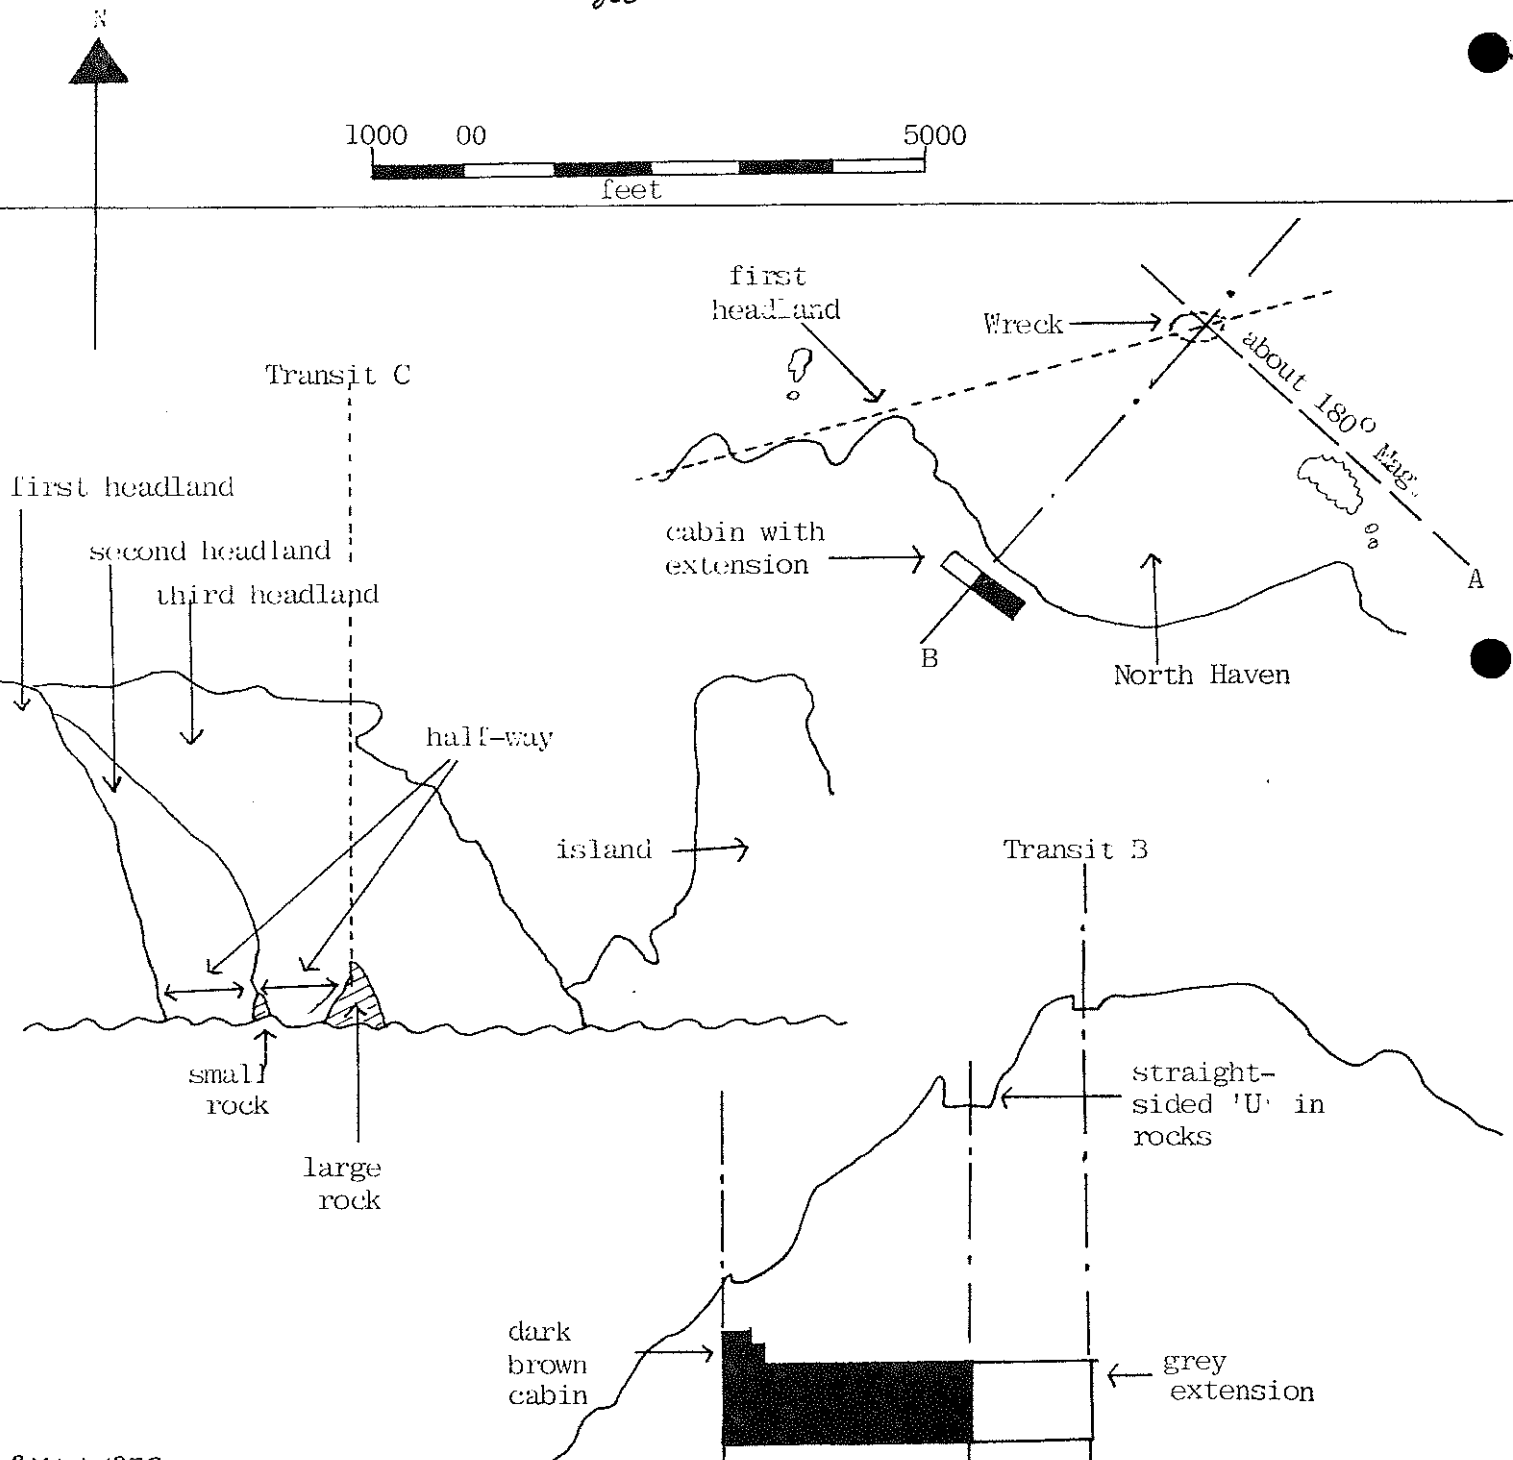 N
1000 00 5000
feet
first
headland
Wreck
about 180° Mag.
Transit C
first headland
second headland
third headland
cabin with
extension
A
B
North Haven
half-way
island
Transit B
small
rock
straight-
sided 'U' in
rocks
large
rock
dark
brown
cabin
grey
extension